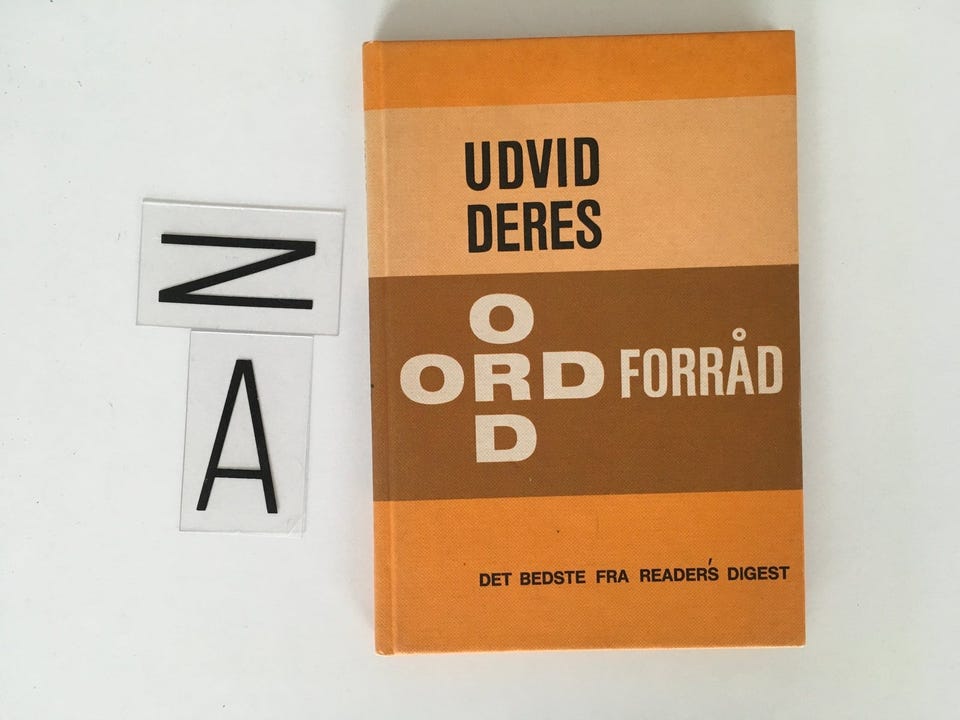 N
A
UDVID
DERES
O
ORD FORRÅD
D
DET BEDSTE FRA READER'S DIGEST